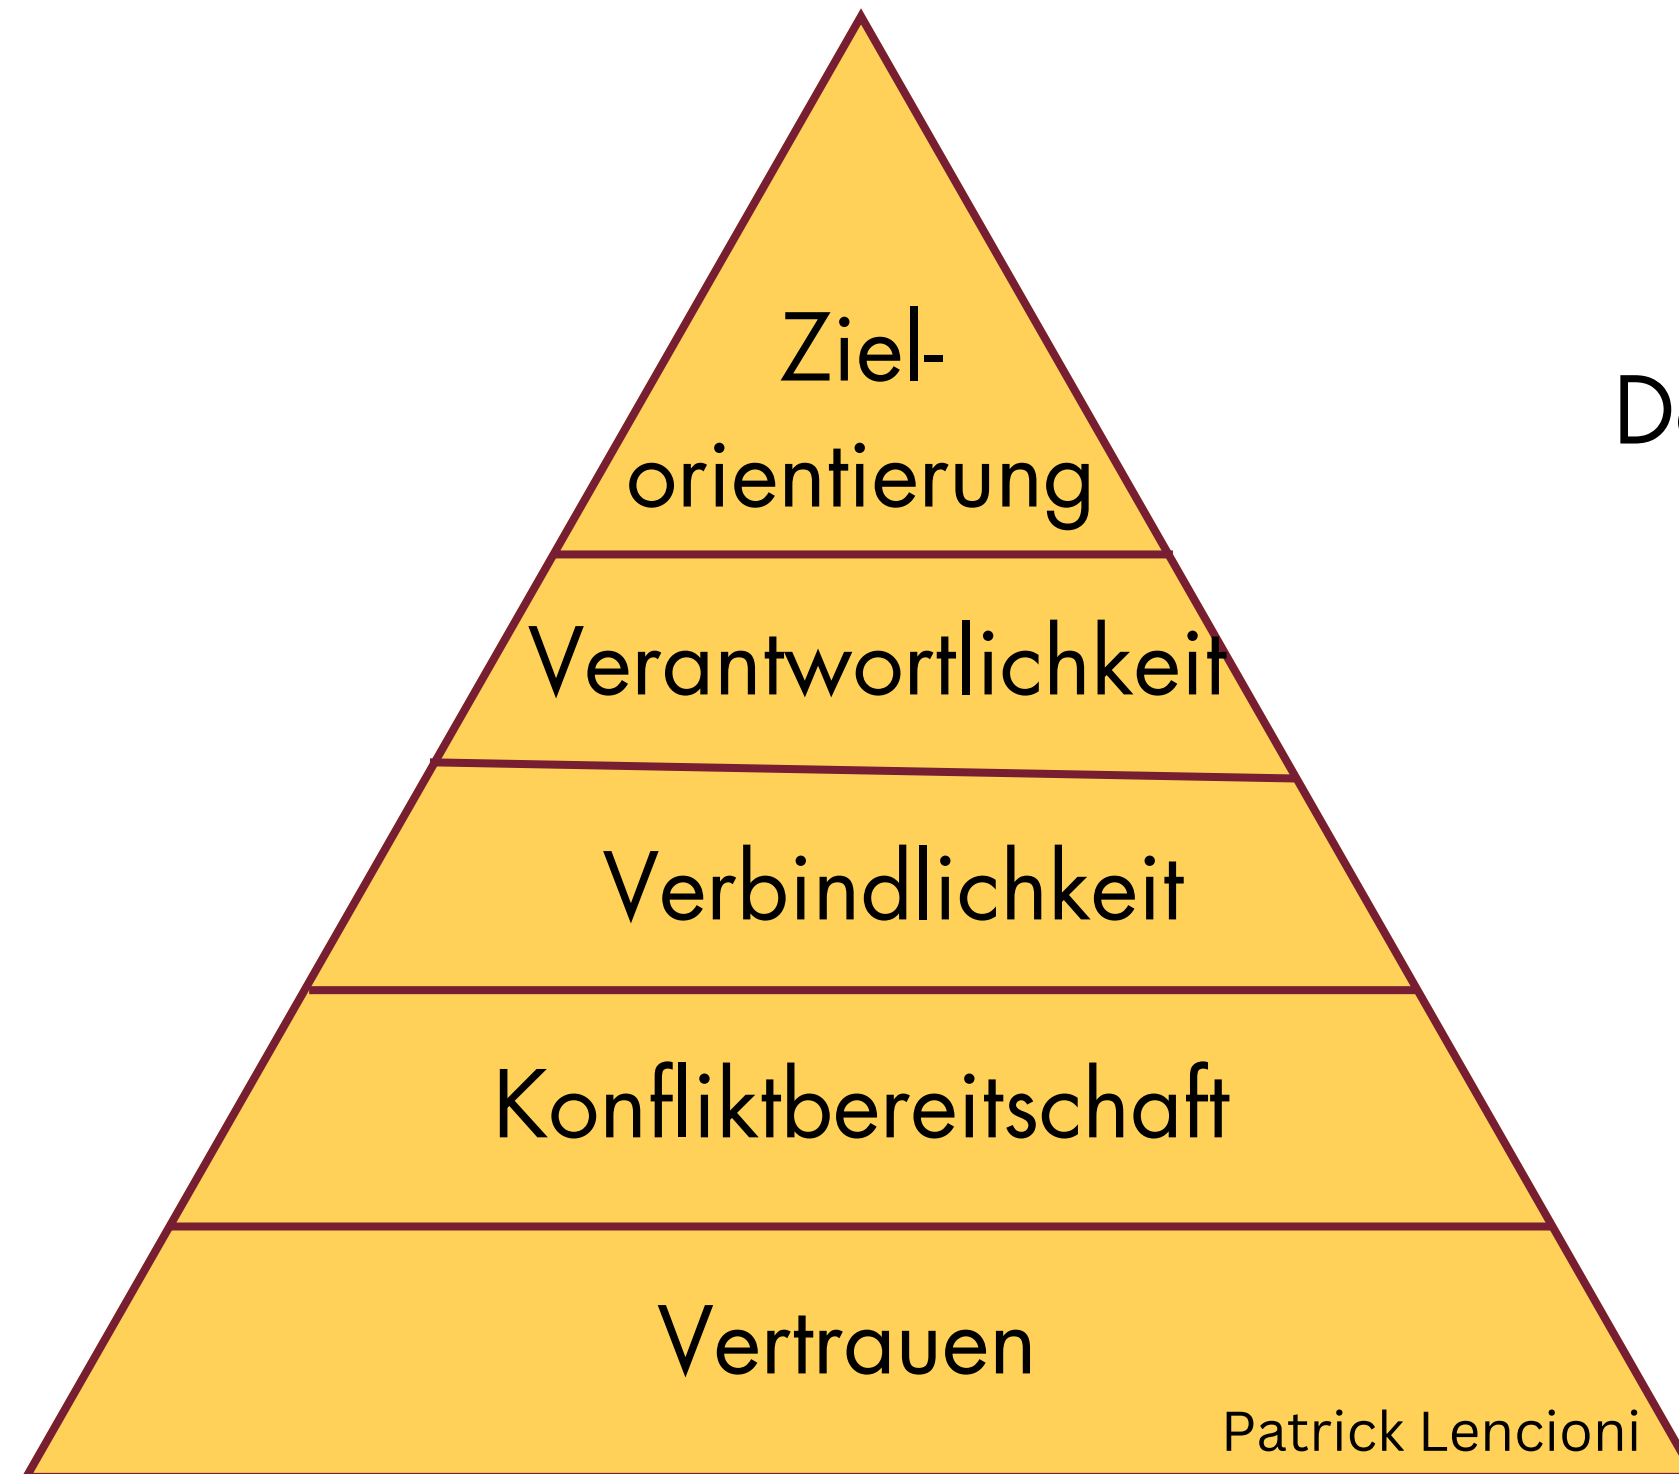 Ziel-
orientierung
Verantwortlichkeit
Verbindlichkeit
Konfliktbereitschaft
Vertrauen
Patrick Lencioni